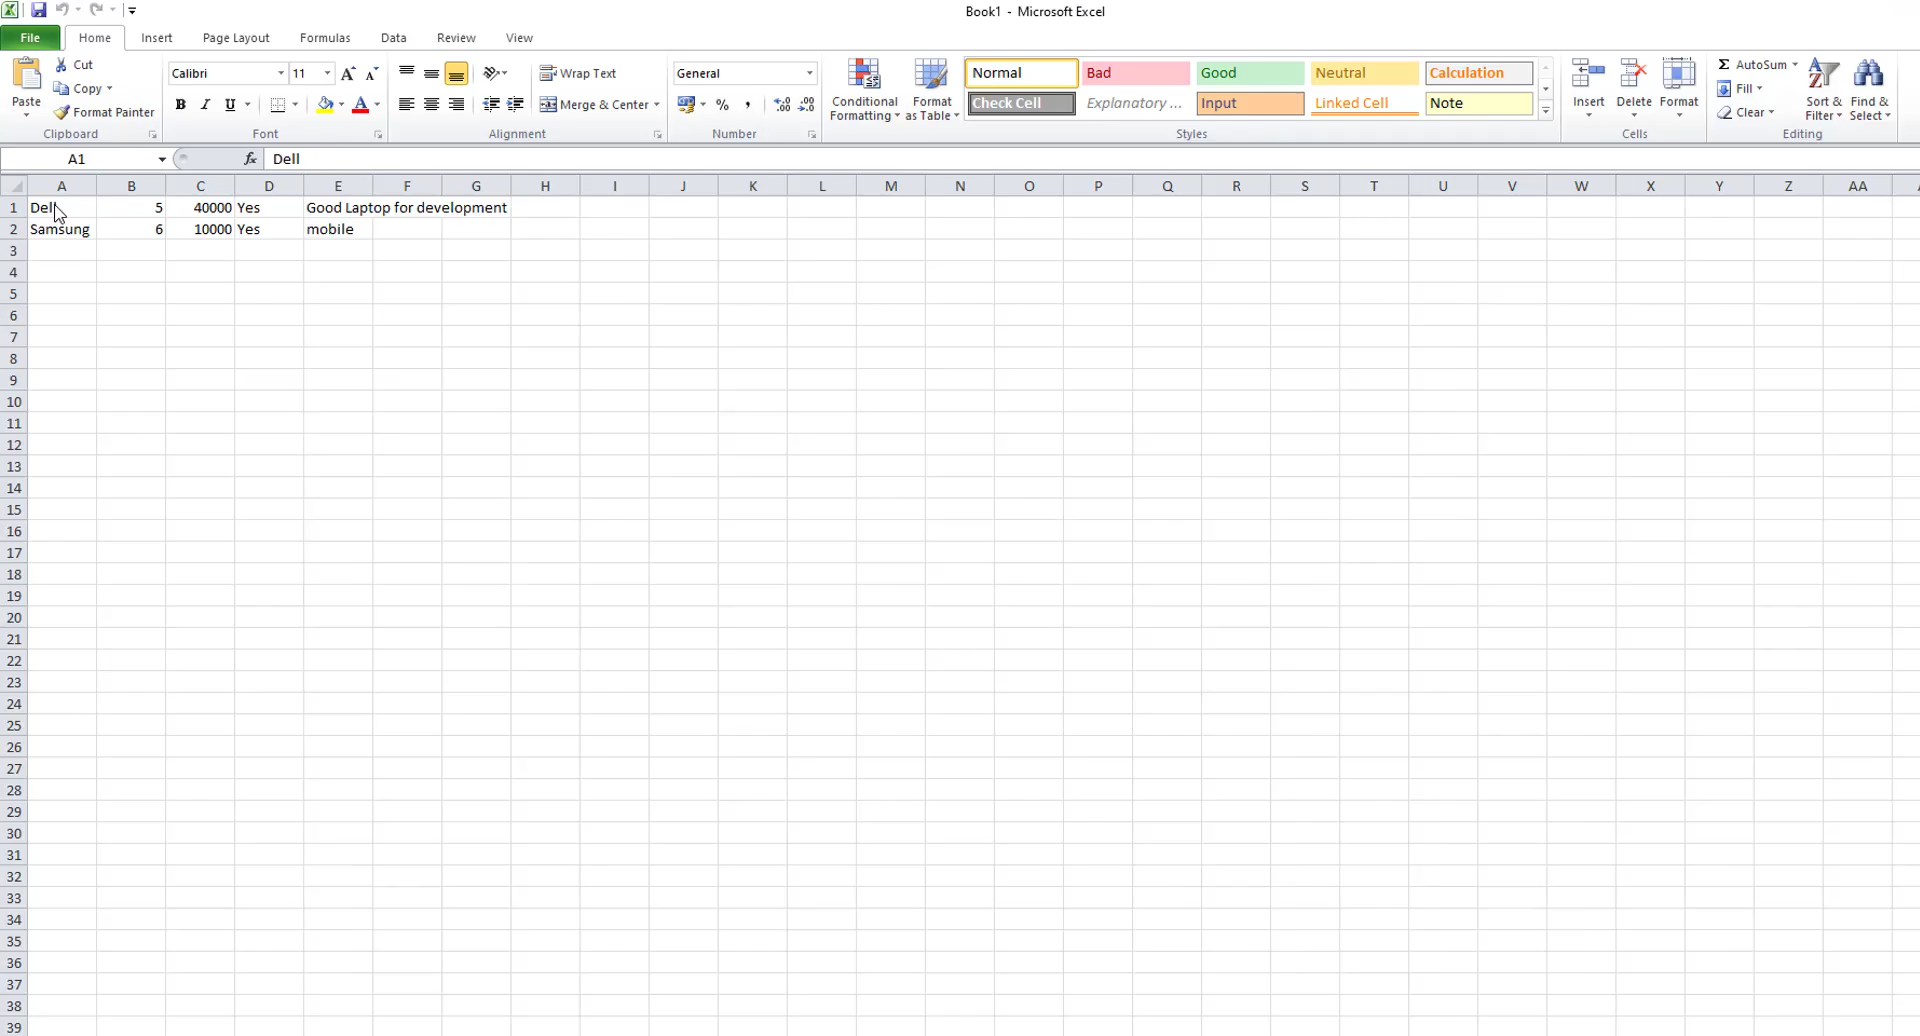 Book1 - Microsoft Excel
File Home Insert Page Layout Formulas Data Review View
Paste
Cut
Copy
Format Painter
Clipboard
Calibri 11 A A
B I U A
Font
Wrap Text
Merge & Center
Alignment
General
% , .0 .00 .00 .0
Number
Conditional Formatting
Format as Table
Normal Bad Good Neutral Calculation
Check Cell Explanatory ... Input Linked Cell Note
Styles
Insert Delete Format
Cells
Σ AutoSum
Fill
Clear
Sort & Filter
Find & Select
Editing
A1 fx Dell
A B C D E F G H I J K L M N O P Q R S T U V W X Y Z AA
1 Dell 5 40000 Yes Good Laptop for development
2 Samsung 6 10000 Yes mobile
3
4
5
6
7
8
9
10
11
12
13
14
15
16
17
18
19
20
21
22
23
24
25
26
27
28
29
30
31
32
33
34
35
36
37
38
39